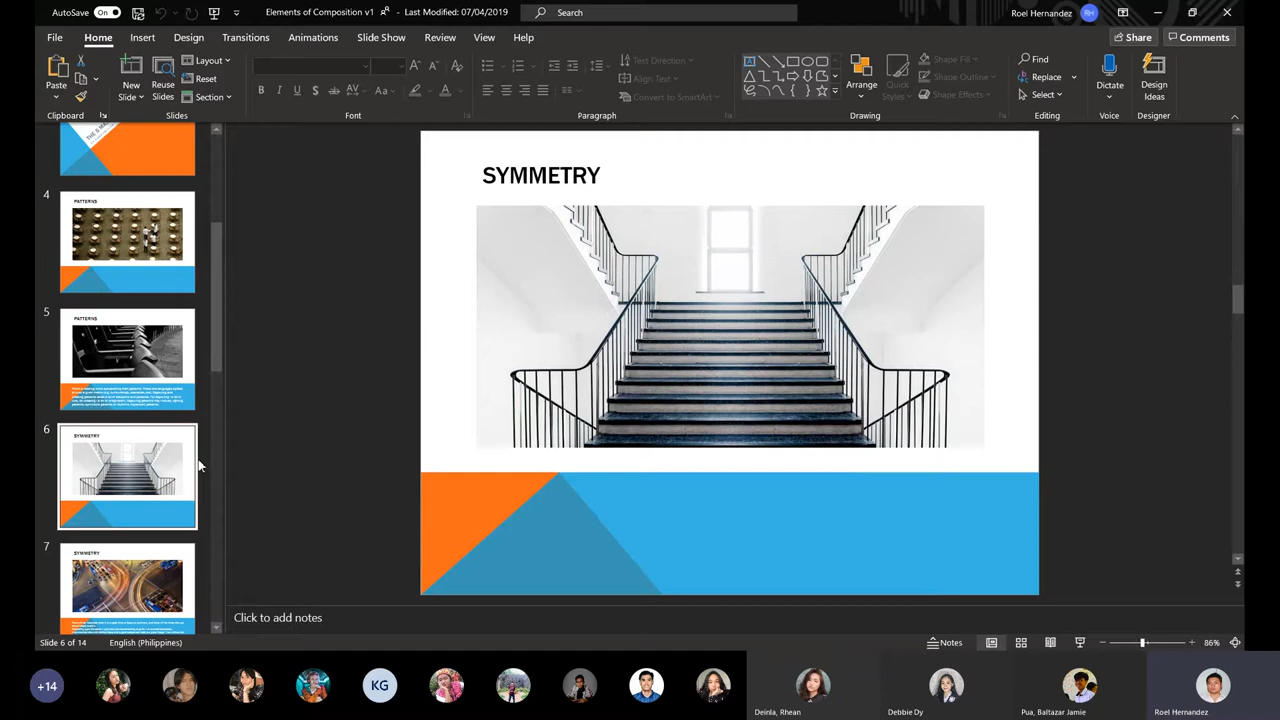 AutoSave On Elements of Composition v1 - Last Modified: 07/04/2019 Search Roel Hernandez RH
File Home Insert Design Transitions Animations Slide Show Review View Help Share Comments
Paste
New Slide
Reuse Slides
Layout
Reset
Section
B I U S ab AV Aa A
Text Direction
Align Text
Convert to SmartArt
Arrange
Quick Styles
Shape Fill
Shape Outline
Shape Effects
Find
Replace
Select
Dictate
Design Ideas
Clipboard Slides Font Paragraph Drawing Editing Voice Designer
4
PATTERNS
5
PATTERNS
6
SYMMETRY
7
SYMMETRY
SYMMETRY
Click to add notes
Slide 6 of 14 English (Philippines) Notes 86%
+14 KG
Deinla, Rhean Debbie Dy Pua, Baltazar Jamie Roel Hernandez